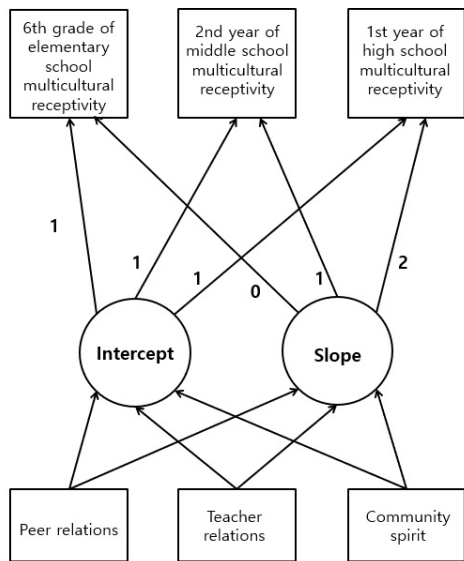 6th grade of
elementary
school
multicultural
receptivity
2nd year of
middle school
multicultural
receptivity
1st year of
high school
multicultural
receptivity
1
1
1
0
1
2
Intercept
Slope
Peer relations
Teacher
relations
Community
spirit